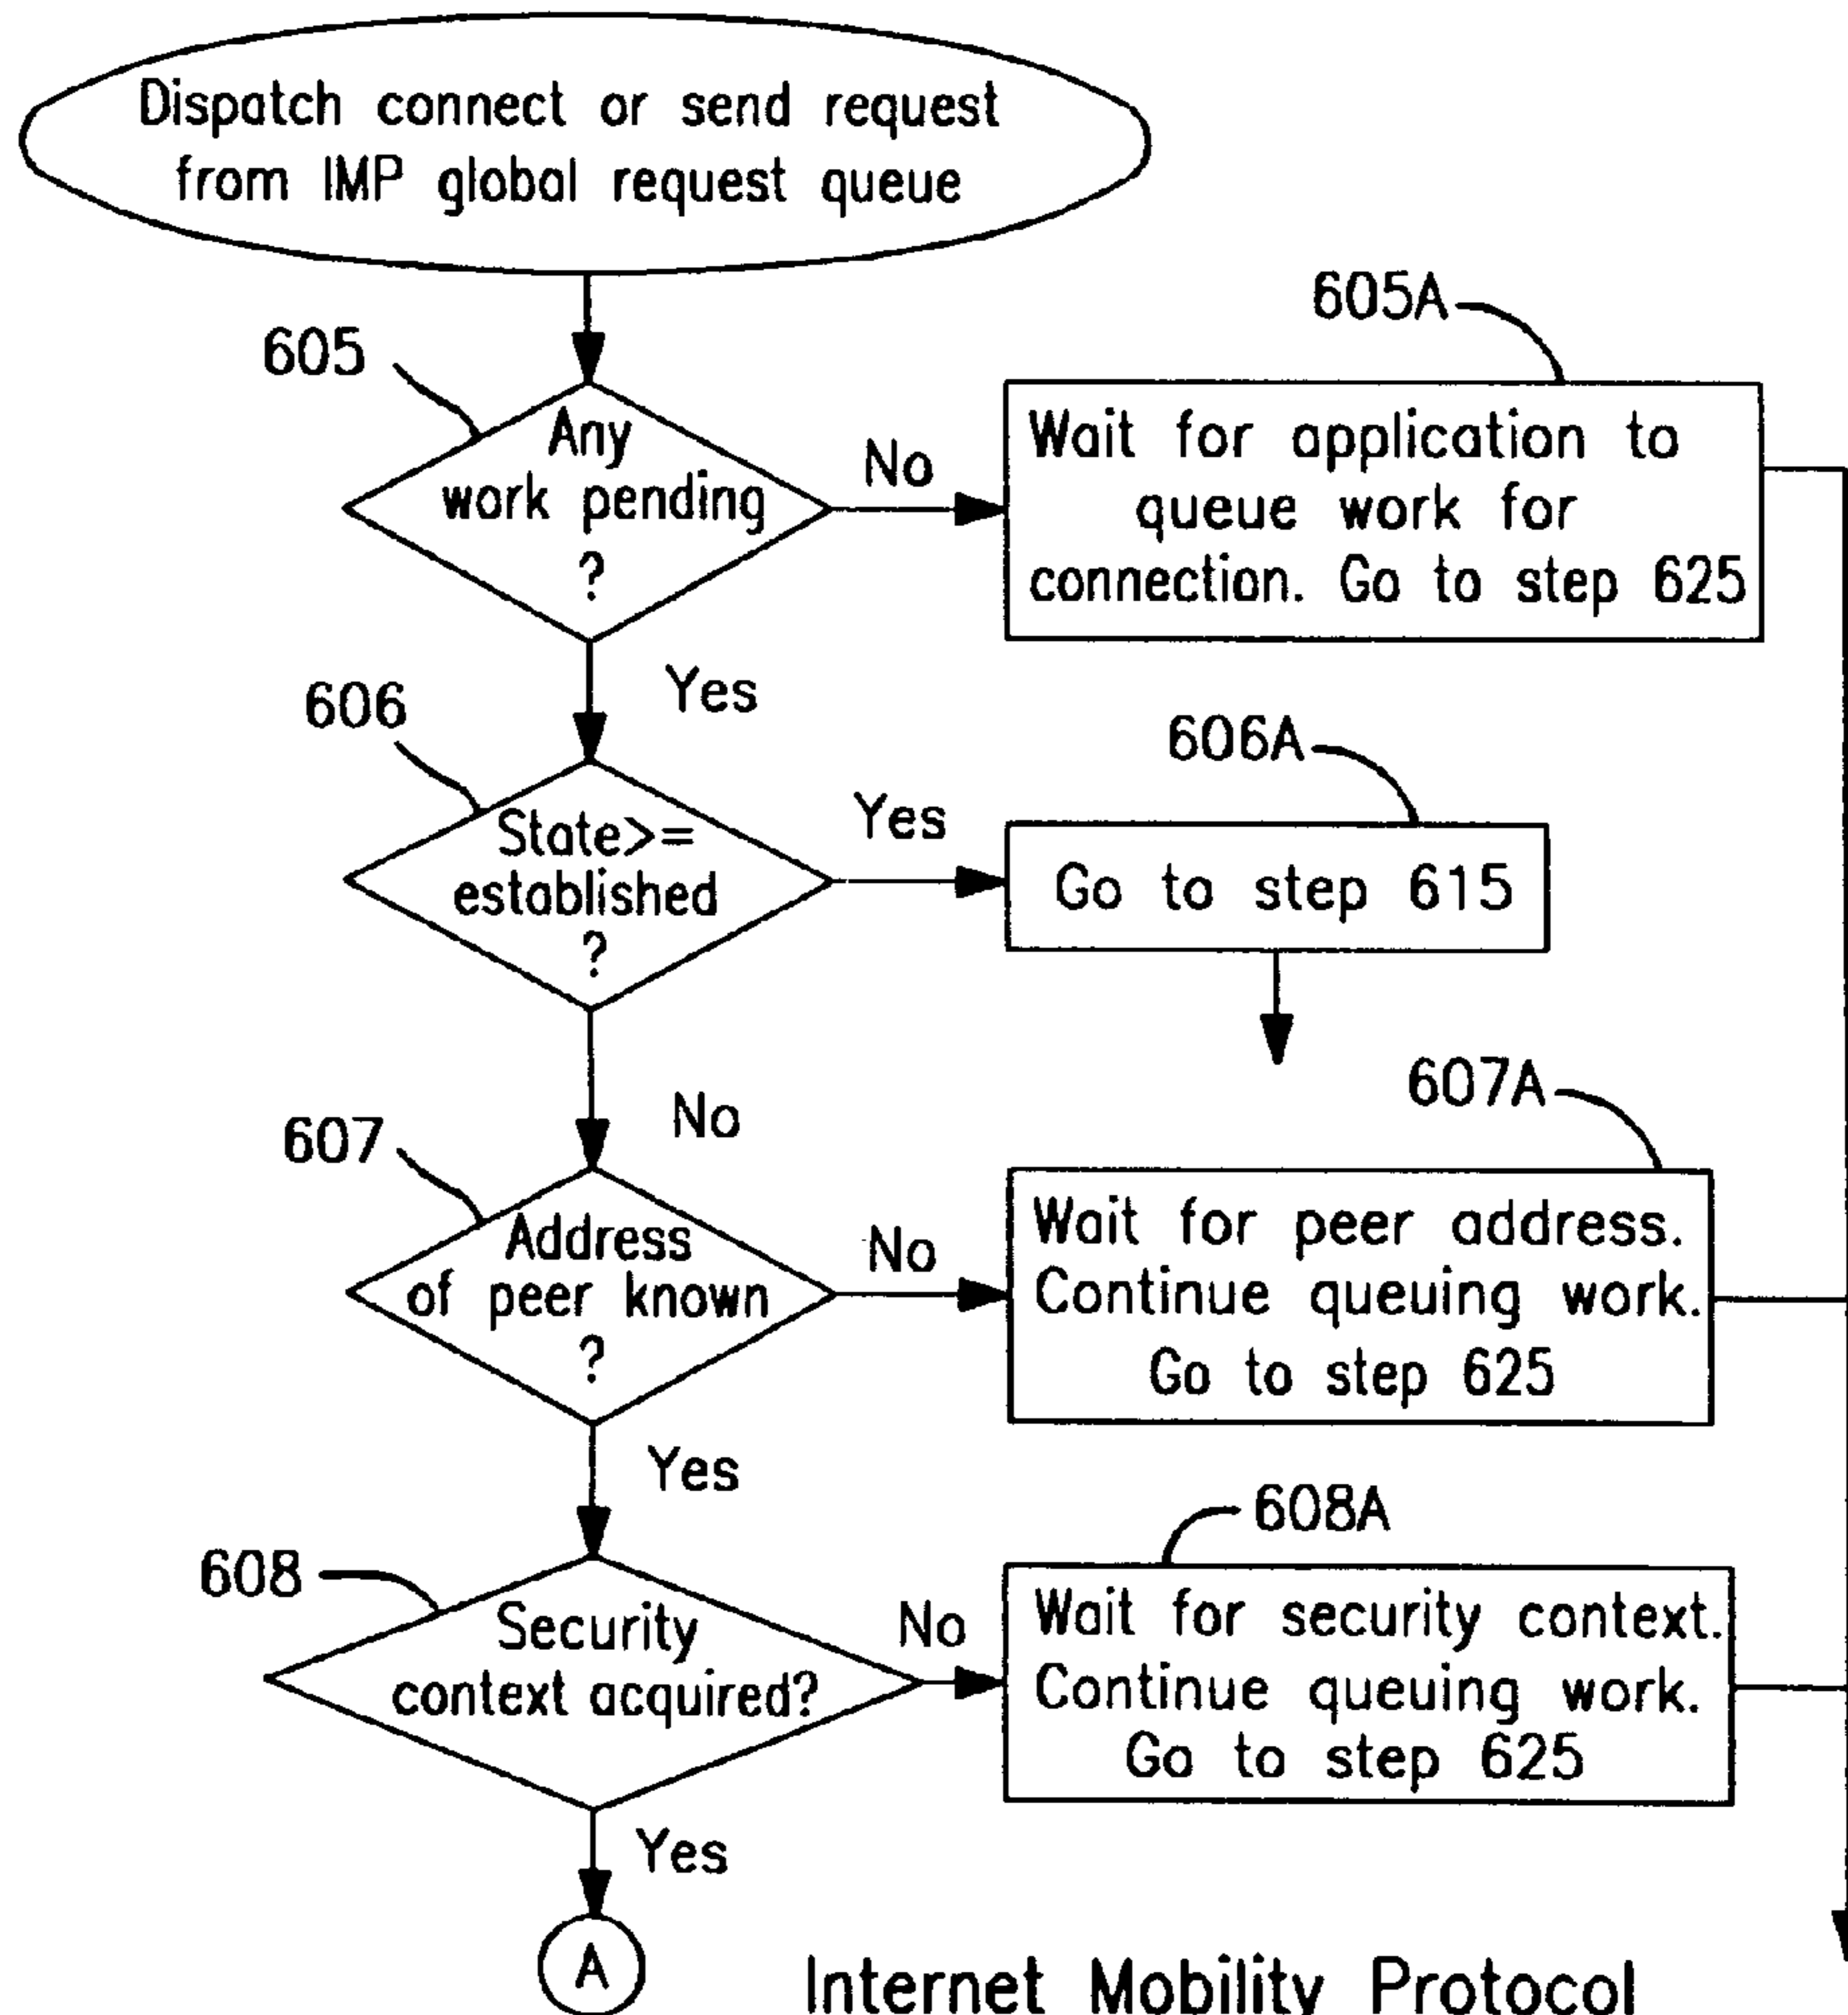 Dispatch connect or send request
from IMP global request queue
605
Any
work pending
?
No
605A
Wait for application to
queue work for
connection. Go to step 625
Yes
606
State>=
established
?
Yes
606A
Go to step 615
No
607
Address
of peer known
?
No
607A
Wait for peer address.
Continue queuing work.
Go to step 625
Yes
608
Security
context acquired?
No
608A
Wait for security context.
Continue queuing work.
Go to step 625
Yes
A
Internet Mobility Protocol